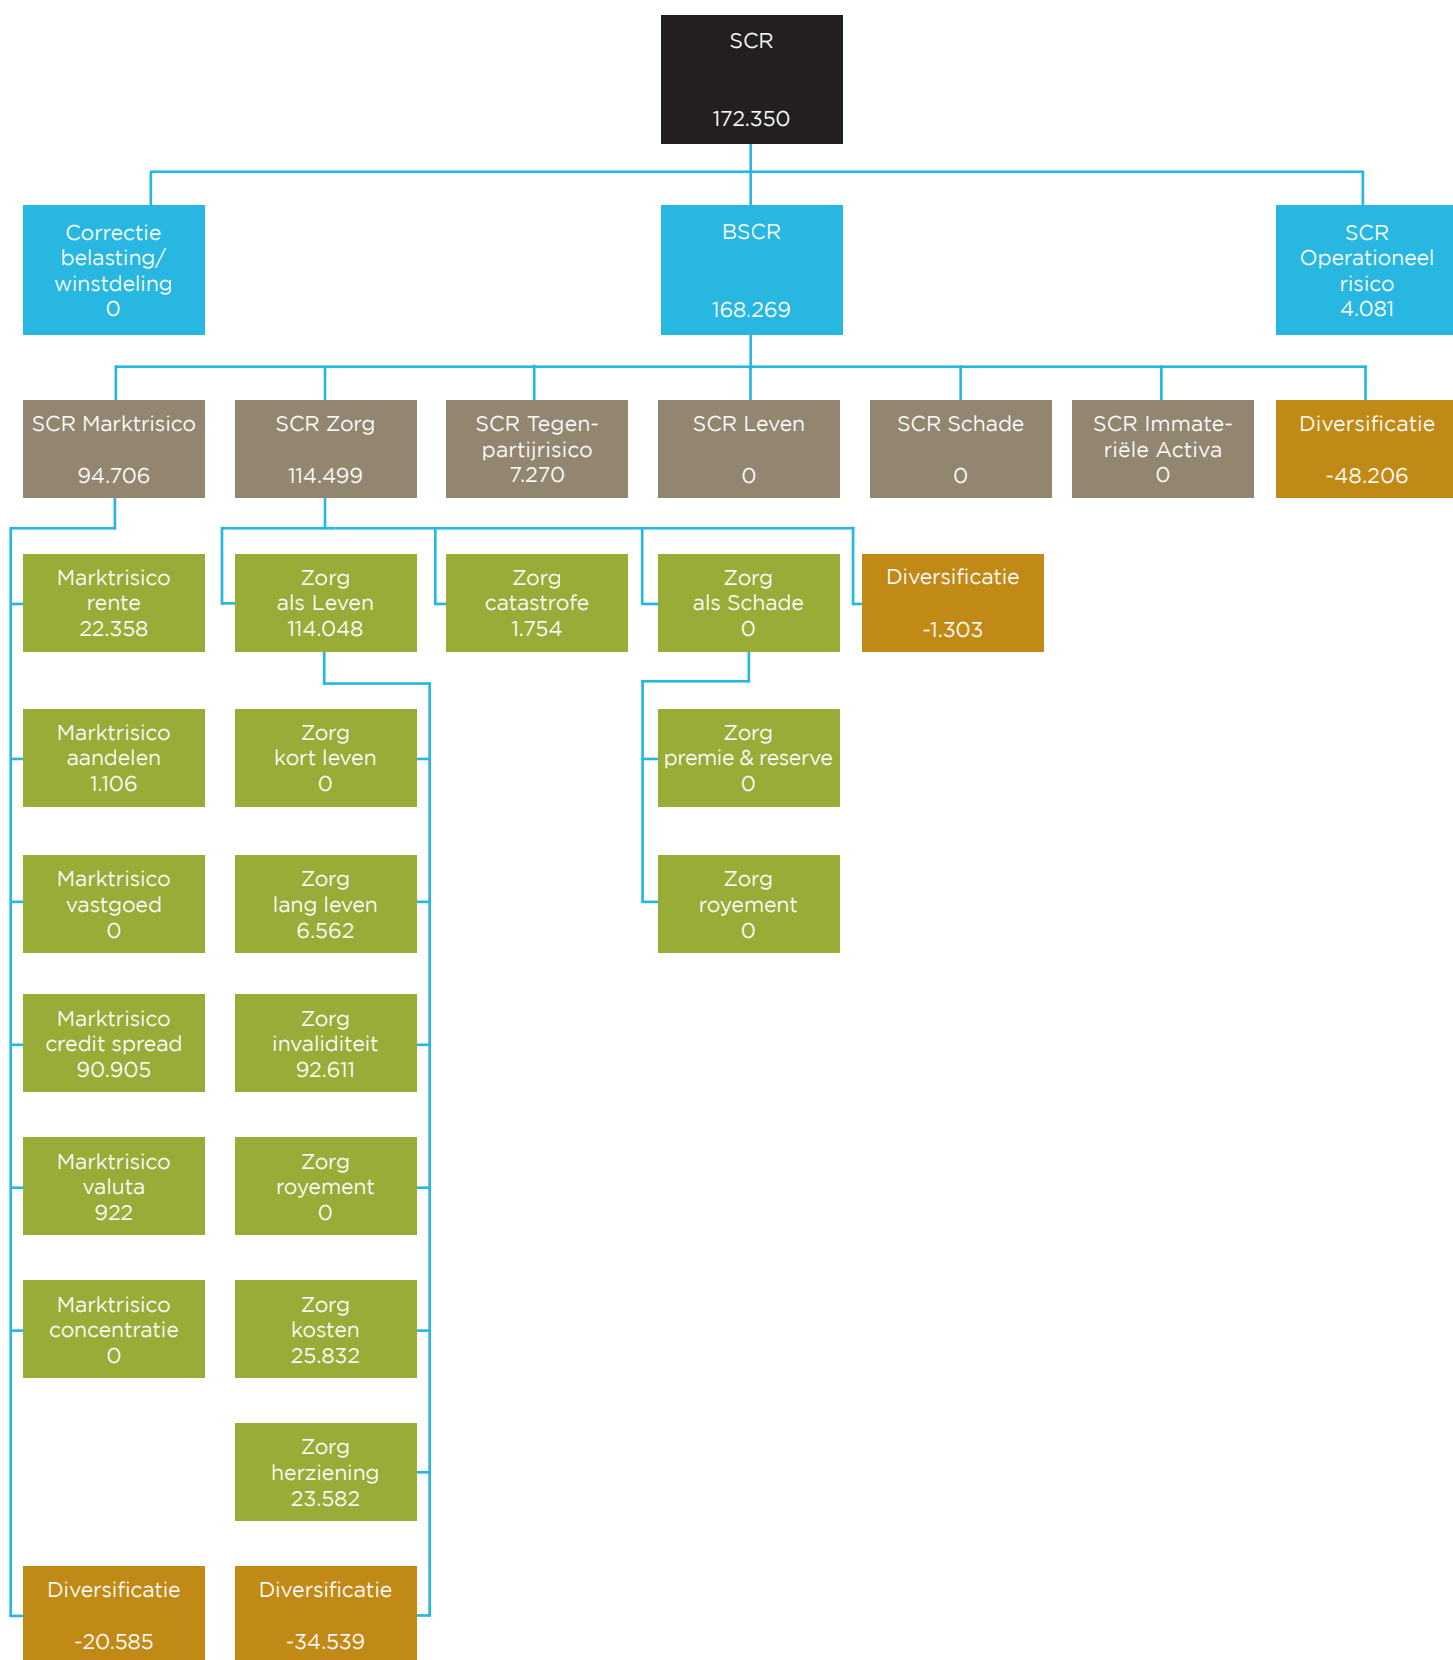 SCR
172.350
Correctie
belasting/
winstdeling
0
BSCR
168.269
SCR
Operationeel
risico
4.081
SCR Marktrisico
94.706
SCR Zorg
114.499
SCR Tegen-
partijrisico
7.270
SCR Leven
0
SCR Schade
0
SCR Immate-
riële Activa
0
Diversificatie
-48.206
Marktrisico
rente
22.358
Zorg
als Leven
114.048
Zorg
catastrofe
1.754
Zorg
als Schade
0
Diversificatie
-1.303
Marktrisico
aandelen
1.106
Zorg
kort leven
0
Zorg
premie & reserve
0
Marktrisico
vastgoed
0
Zorg
lang leven
6.562
Zorg
royement
0
Marktrisico
credit spread
90.905
Zorg
invaliditeit
92.611
Marktrisico
valuta
922
Zorg
royement
0
Marktrisico
concentratie
0
Zorg
kosten
25.832
Zorg
herziening
23.582
Diversificatie
-20.585
Diversificatie
-34.539